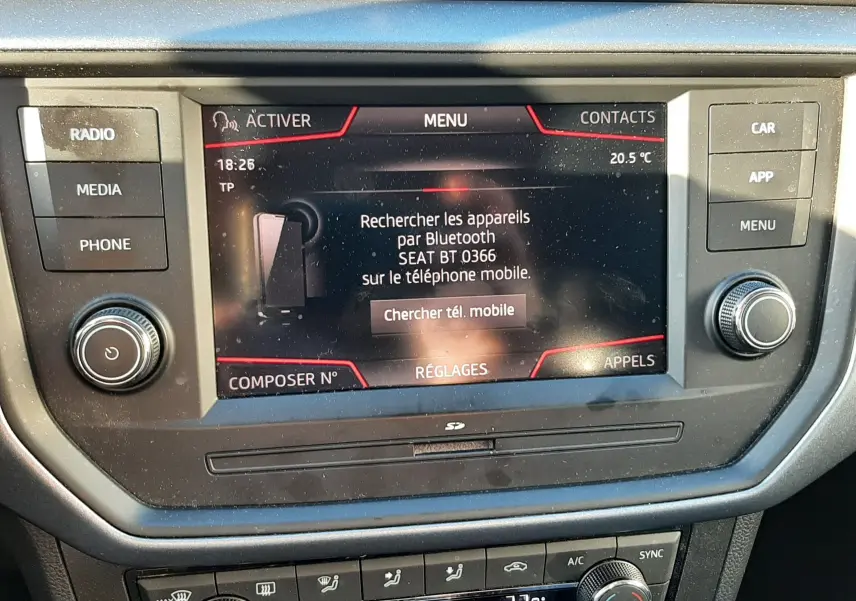 RADIO
MEDIA
PHONE
ACTIVER
MENU
CONTACTS
18:26
20.5 °C
TP
Rechercher les appareils
par Bluetooth
SEAT BT 0366
sur le téléphone mobile.
Chercher tél. mobile
COMPOSER N°
RÉGLAGES
APPELS
CAR
APP
MENU
SD
A/C
SYNC